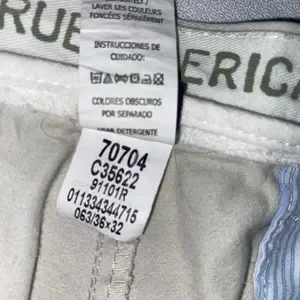 RUE
ERICA
LAVER LES COULEURS
FONCÉES SÉPARÉMENT
INSTRUCCIONES DE
CUIDADO:
COLORES OBSCUROS
POR SEPARADO
DETERGENTE
70704
C35622
91101R
011334344715
063/36x32